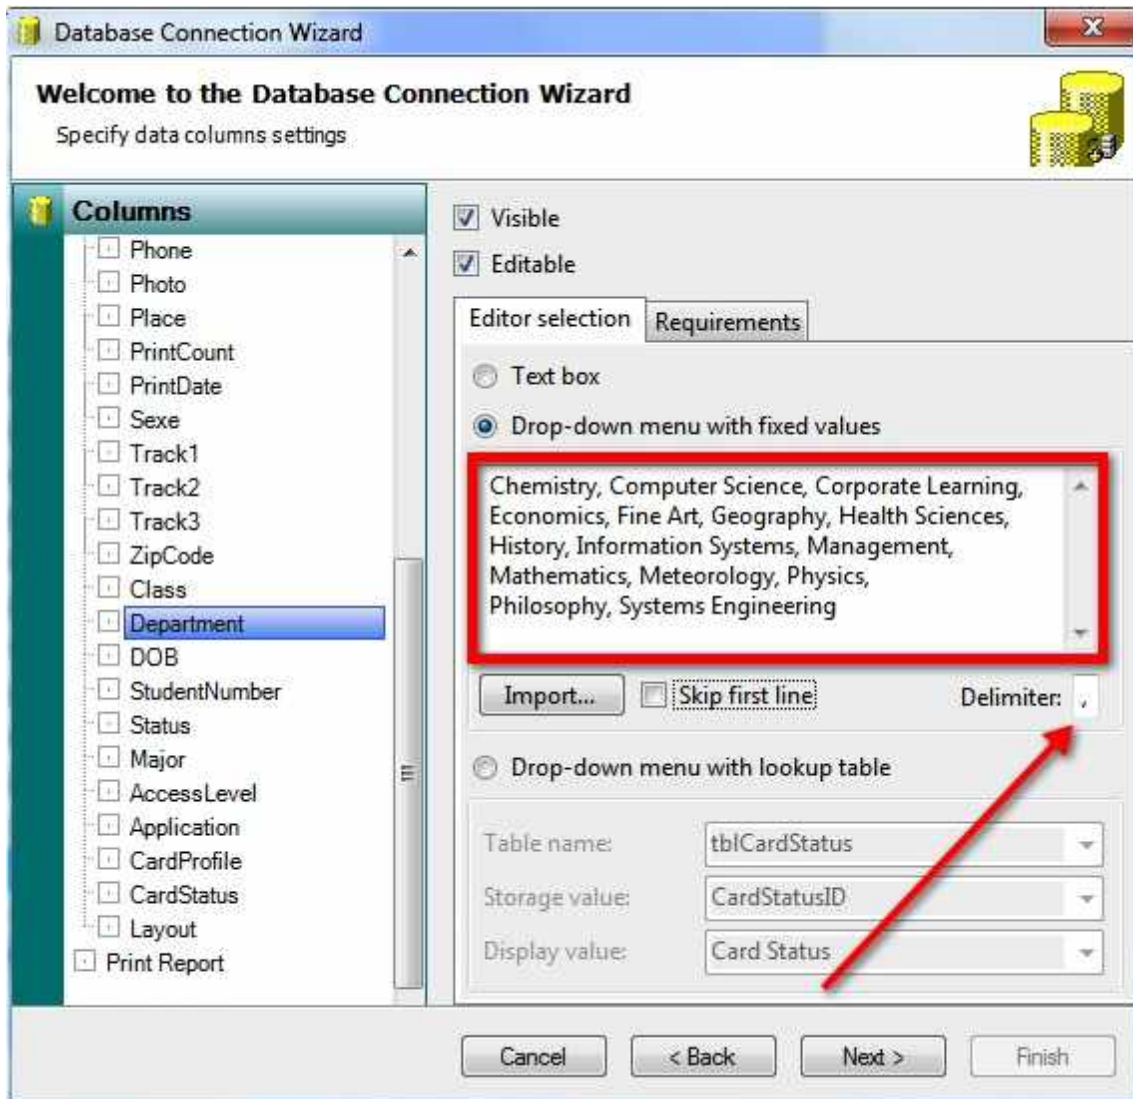 Database Connection Wizard
Welcome to the Database Connection Wizard
Specify data columns settings
Columns
Phone
Photo
Place
PrintCount
PrintDate
Sexe
Track1
Track2
Track3
ZipCode
Class
Department
DOB
StudentNumber
Status
Major
AccessLevel
Application
CardProfile
CardStatus
Layout
Print Report
Visible
Editable
Editor selection
Requirements
Text box
Drop-down menu with fixed values
Chemistry, Computer Science, Corporate Learning,
Economics, Fine Art, Geography, Health Sciences,
History, Information Systems, Management,
Mathematics, Meteorology, Physics,
Philosophy, Systems Engineering
Import... Skip first line Delimiter: ,
Drop-down menu with lookup table
Table name: tblCardStatus
Storage value: CardStatusID
Display value: Card Status
Cancel < Back Next > Finish